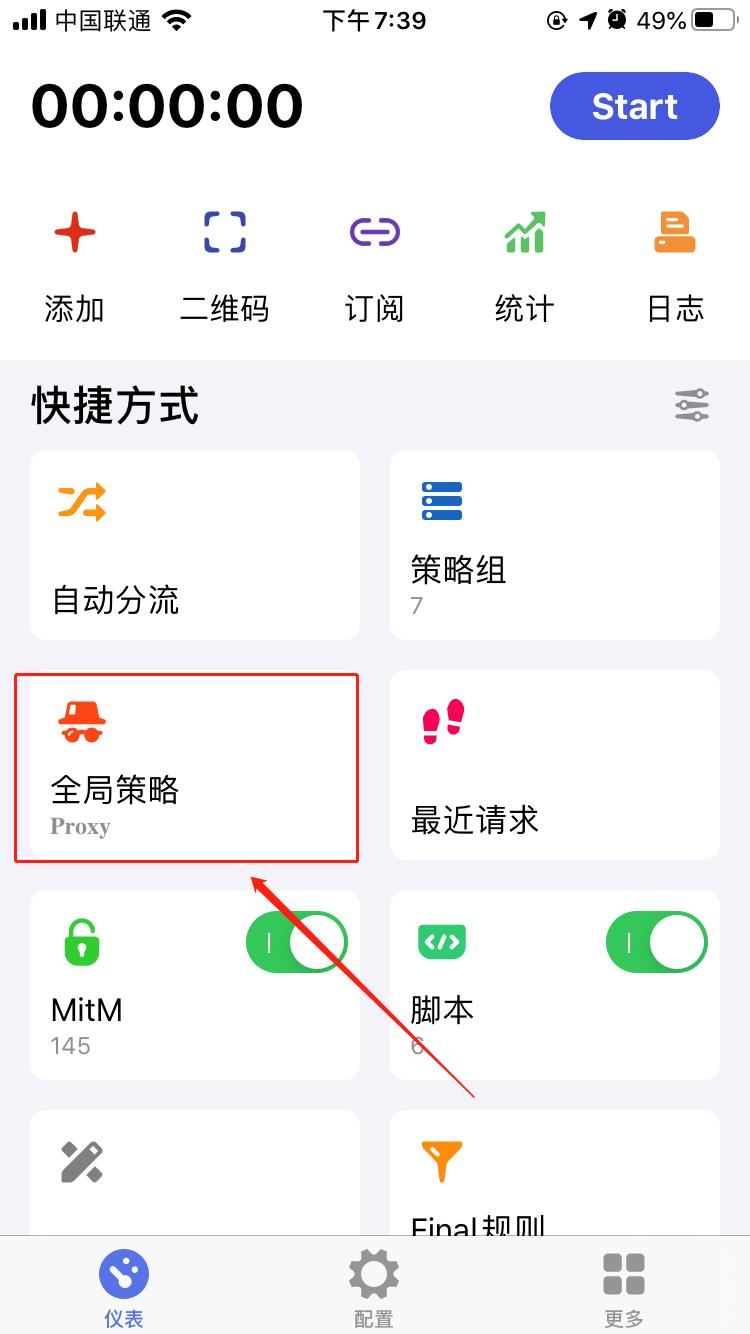 中国联通 下午7:39 49%
00:00:00 Start
添加 二维码 订阅 统计 日志
快捷方式
自动分流
策略组
7
全局策略
Proxy
最近请求
MitM
145
脚本
6
Final规则
仪表 配置 更多